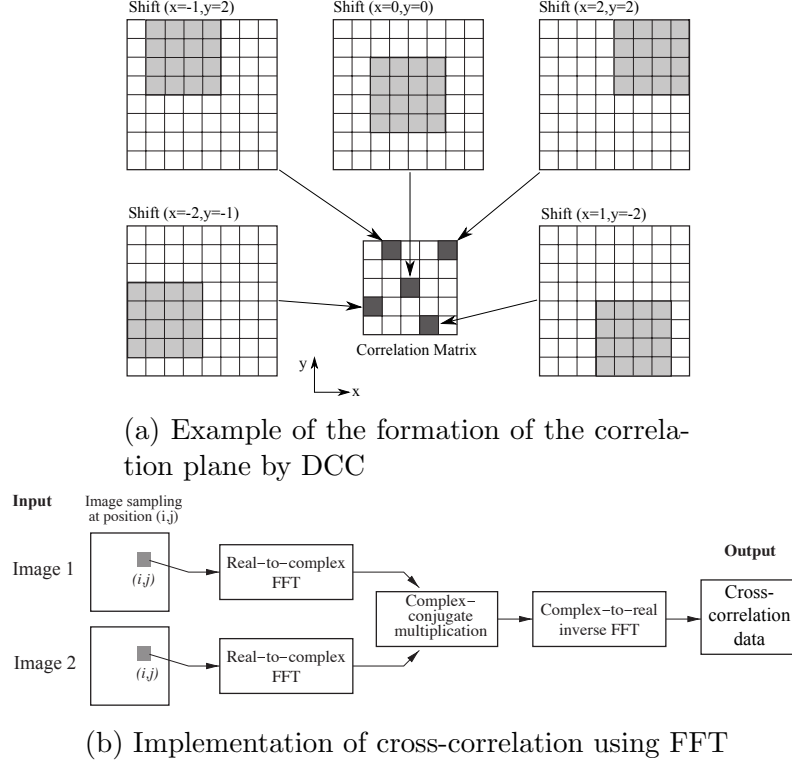 Shift (x=-1,y=2)
Shift (x=0,y=0)
Shift (x=2,y=2)
Shift (x=-2,y=-1)
Shift (x=1,y=-2)
Correlation Matrix
y
x
(a) Example of the formation of the correla-
tion plane by DCC
Input
Image sampling
at position (i,j)
Image 1
(i,j)
Real-to-complex
FFT
Image 2
(i,j)
Real-to-complex
FFT
Complex-
conjugate
multiplication
Complex-to-real
inverse FFT
Output
Cross-
correlation
data
(b) Implementation of cross-correlation using FFT